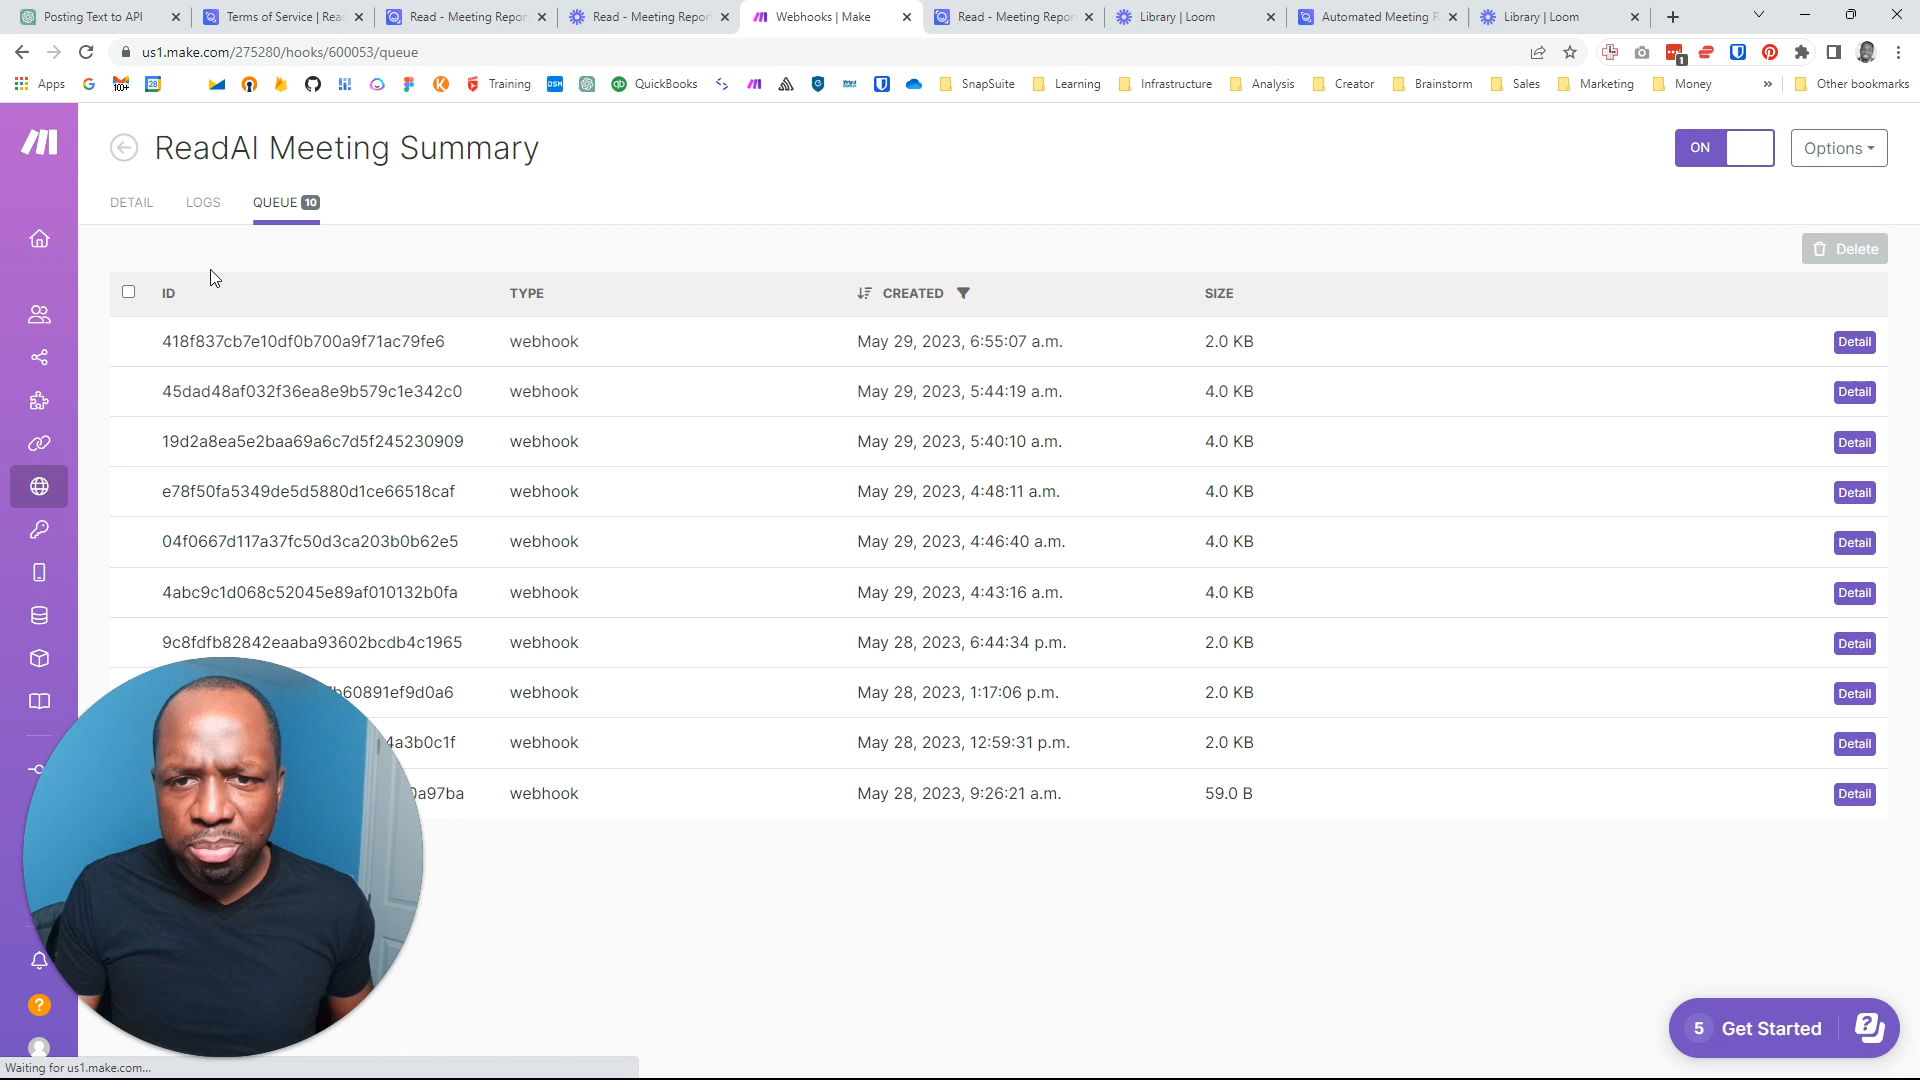 Posting Text to API
Terms of Service | Read
Read - Meeting Report
Read - Meeting Report
Webhooks | Make
Read - Meeting Report
Library | Loom
Automated Meeting R
Library | Loom
us1.make.com/275280/hooks/600053/queue
1
Apps
100+
28
Training
QuickBooks
SnapSuite
Learning
Infrastructure
Analysis
Creator
Brainstorm
Sales
Marketing
Money
»
Other bookmarks
ReadAI Meeting Summary
ON
Options
DETAIL
LOGS
QUEUE 10
Delete
ID TYPE CREATED SIZE
418f837cb7e10df0b700a9f71ac79fe6 webhook May 29, 2023, 6:55:07 a.m. 2.0 KB Detail
45dad48af032f36ea8e9b579c1e342c0 webhook May 29, 2023, 5:44:19 a.m. 4.0 KB Detail
19d2a8ea5e2baa69a6c7d5f245230909 webhook May 29, 2023, 5:40:10 a.m. 4.0 KB Detail
e78f50fa5349de5d5880d1ce66518caf webhook May 29, 2023, 4:48:11 a.m. 4.0 KB Detail
04f0667d117a37fc50d3ca203b0b62e5 webhook May 29, 2023, 4:46:40 a.m. 4.0 KB Detail
4abc9c1d068c52045e89af010132b0fa webhook May 29, 2023, 4:43:16 a.m. 4.0 KB Detail
9c8fdfb82842eaaba93602bcdb4c1965 webhook May 28, 2023, 6:44:34 p.m. 2.0 KB Detail
b60891ef9d0a6 webhook May 28, 2023, 1:17:06 p.m. 2.0 KB Detail
4a3b0c1f webhook May 28, 2023, 12:59:31 p.m. 2.0 KB Detail
0a97ba webhook May 28, 2023, 9:26:21 a.m. 59.0 B Detail
?
5 Get Started ?
Waiting for us1.make.com...